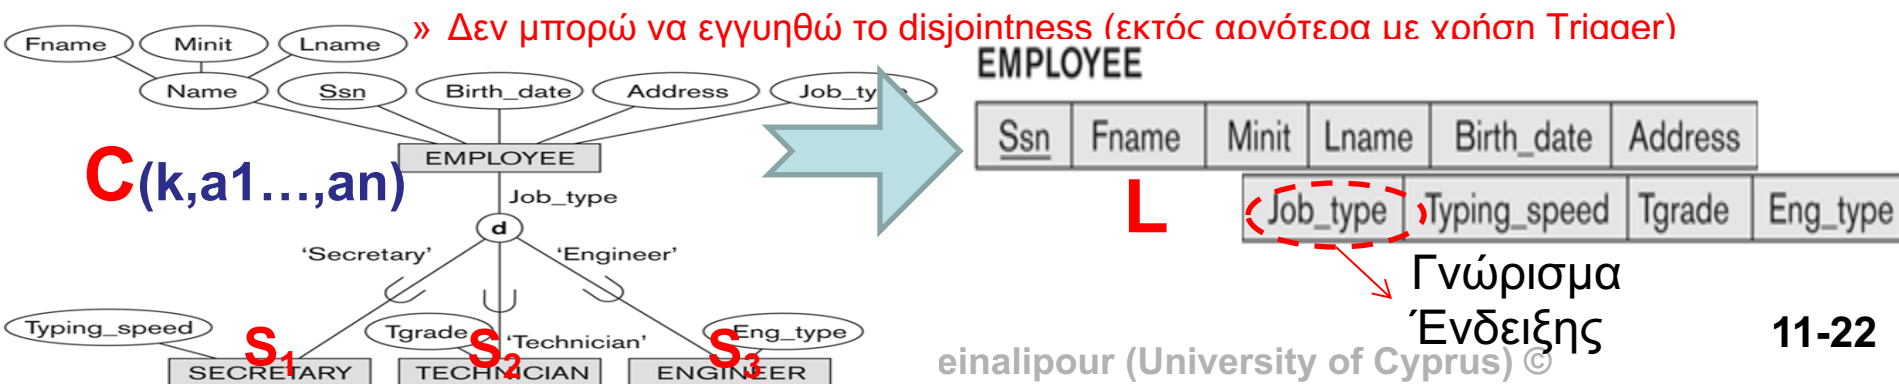 » Δεν μπορώ να εγγυηθώ το disjointness (εκτός αργότερα με χρήση Trigger)
Fname Minit Lname
Name Ssn Birth_date Address Job_type
EMPLOYEE
C(k,a1…,an)
Job_type
d
'Secretary' 'Engineer'
'Technician'
Typing_speed Tgrade Eng_type
S1 S2 S3
SECRETARY TECHNICIAN ENGINEER
EMPLOYEE
Ssn Fname Minit Lname Birth_date Address
L
Job_type Typing_speed Tgrade Eng_type
Γνώρισμα
Ένδειξης
11-22
einalipour (University of Cyprus) ©